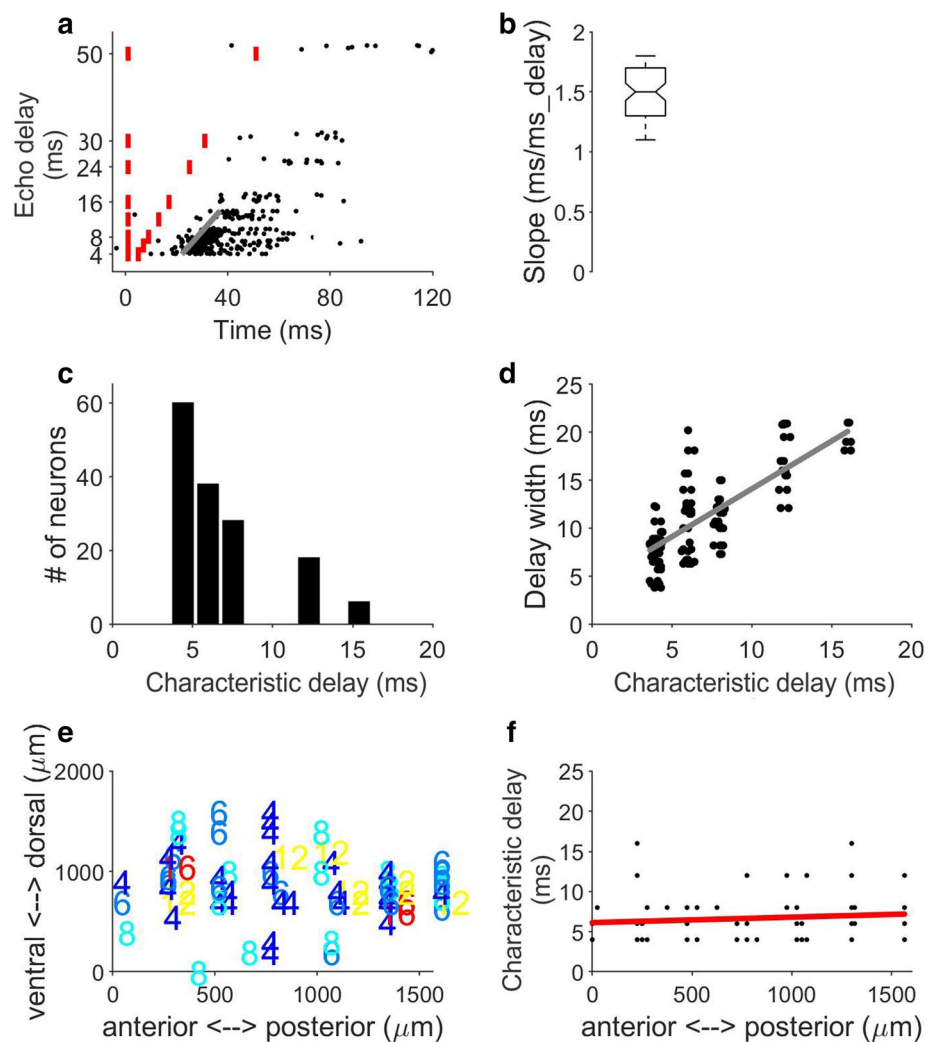 a
Echo delay
(ms)
50
30
24
16
8
4
0
40
80
120
Time (ms)
b
Slope (ms/ms_delay)
2
1.5
1
0.5
0
c
# of neurons
60
40
20
0
0
5
10
15
20
Characteristic delay (ms)
d
Delay width (ms)
25
20
15
10
5
0
0
5
10
15
20
Characteristic delay (ms)
e
ventral <--> dorsal (μm)
2000
1000
0
0
500
1000
1500
anterior <--> posterior (μm)
f
Characteristic delay
(ms)
25
20
15
10
5
0
0
500
1000
1500
anterior <--> posterior (μm)